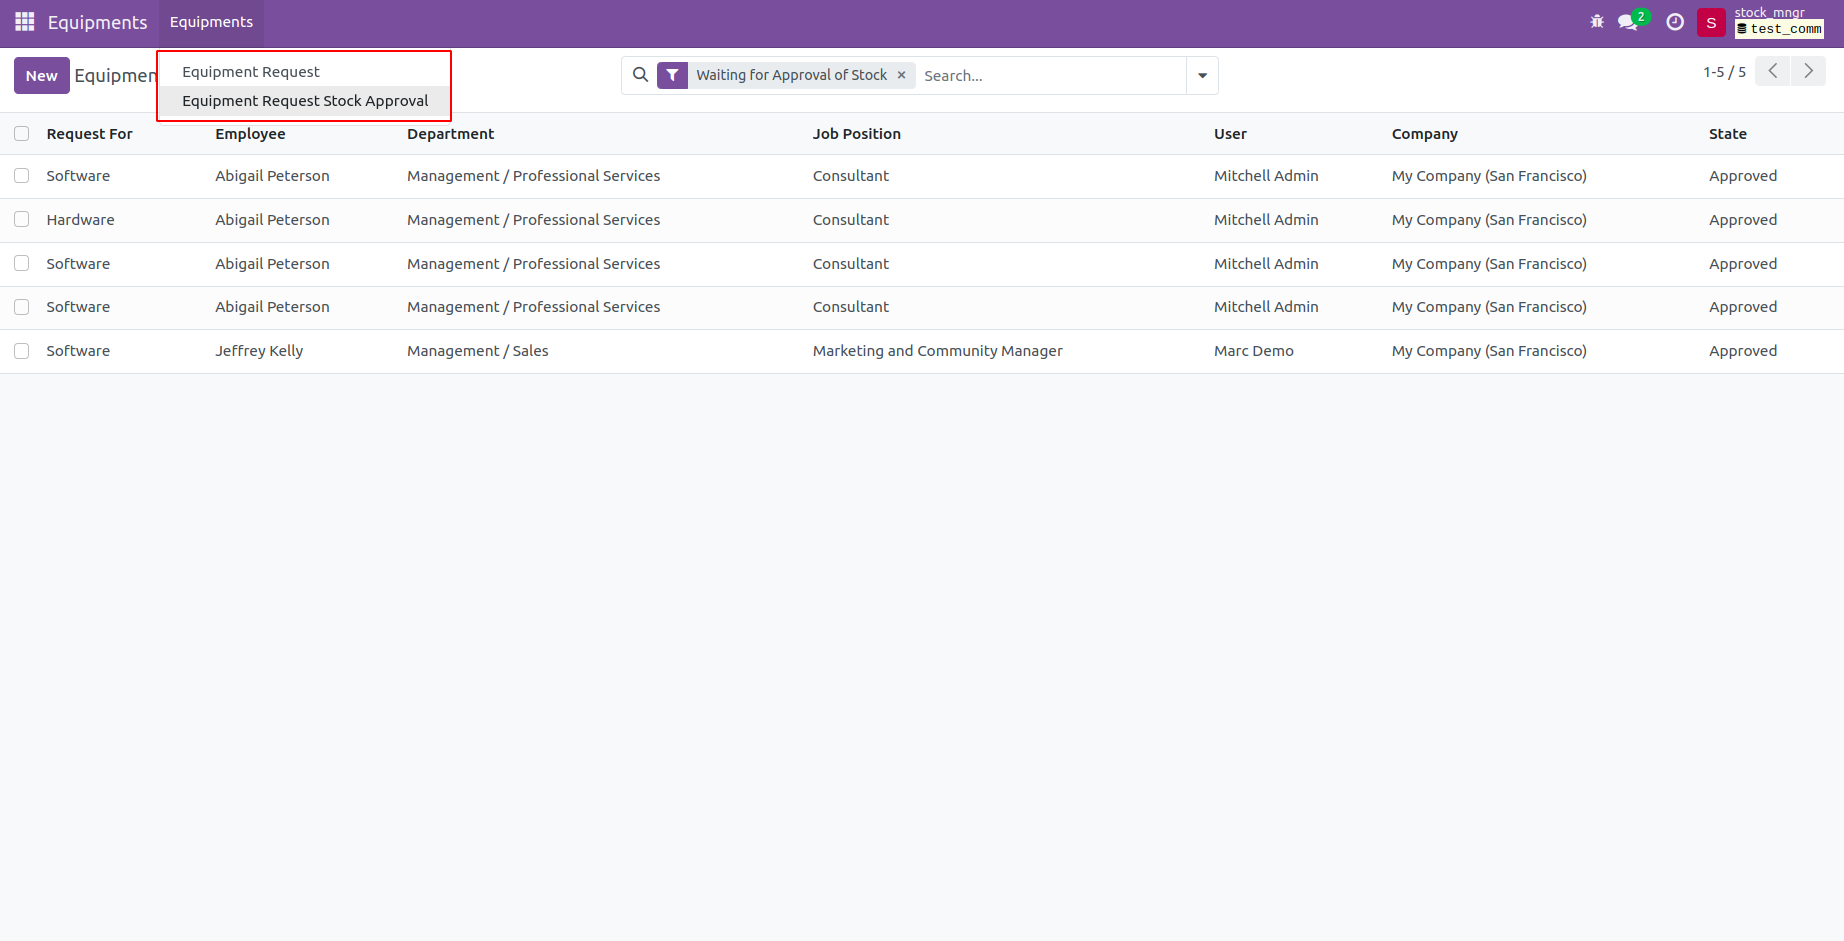 Equipments Equipments 2 S stock_mngr
test_comm
New Equipmen Equipment Request Waiting for Approval of Stock × Search... 1-5 / 5
Equipment Request Stock Approval
Request For Employee Department Job Position User Company State
Software Abigail Peterson Management / Professional Services Consultant Mitchell Admin My Company (San Francisco) Approved
Hardware Abigail Peterson Management / Professional Services Consultant Mitchell Admin My Company (San Francisco) Approved
Software Abigail Peterson Management / Professional Services Consultant Mitchell Admin My Company (San Francisco) Approved
Software Abigail Peterson Management / Professional Services Consultant Mitchell Admin My Company (San Francisco) Approved
Software Jeffrey Kelly Management / Sales Marketing and Community Manager Marc Demo My Company (San Francisco) Approved